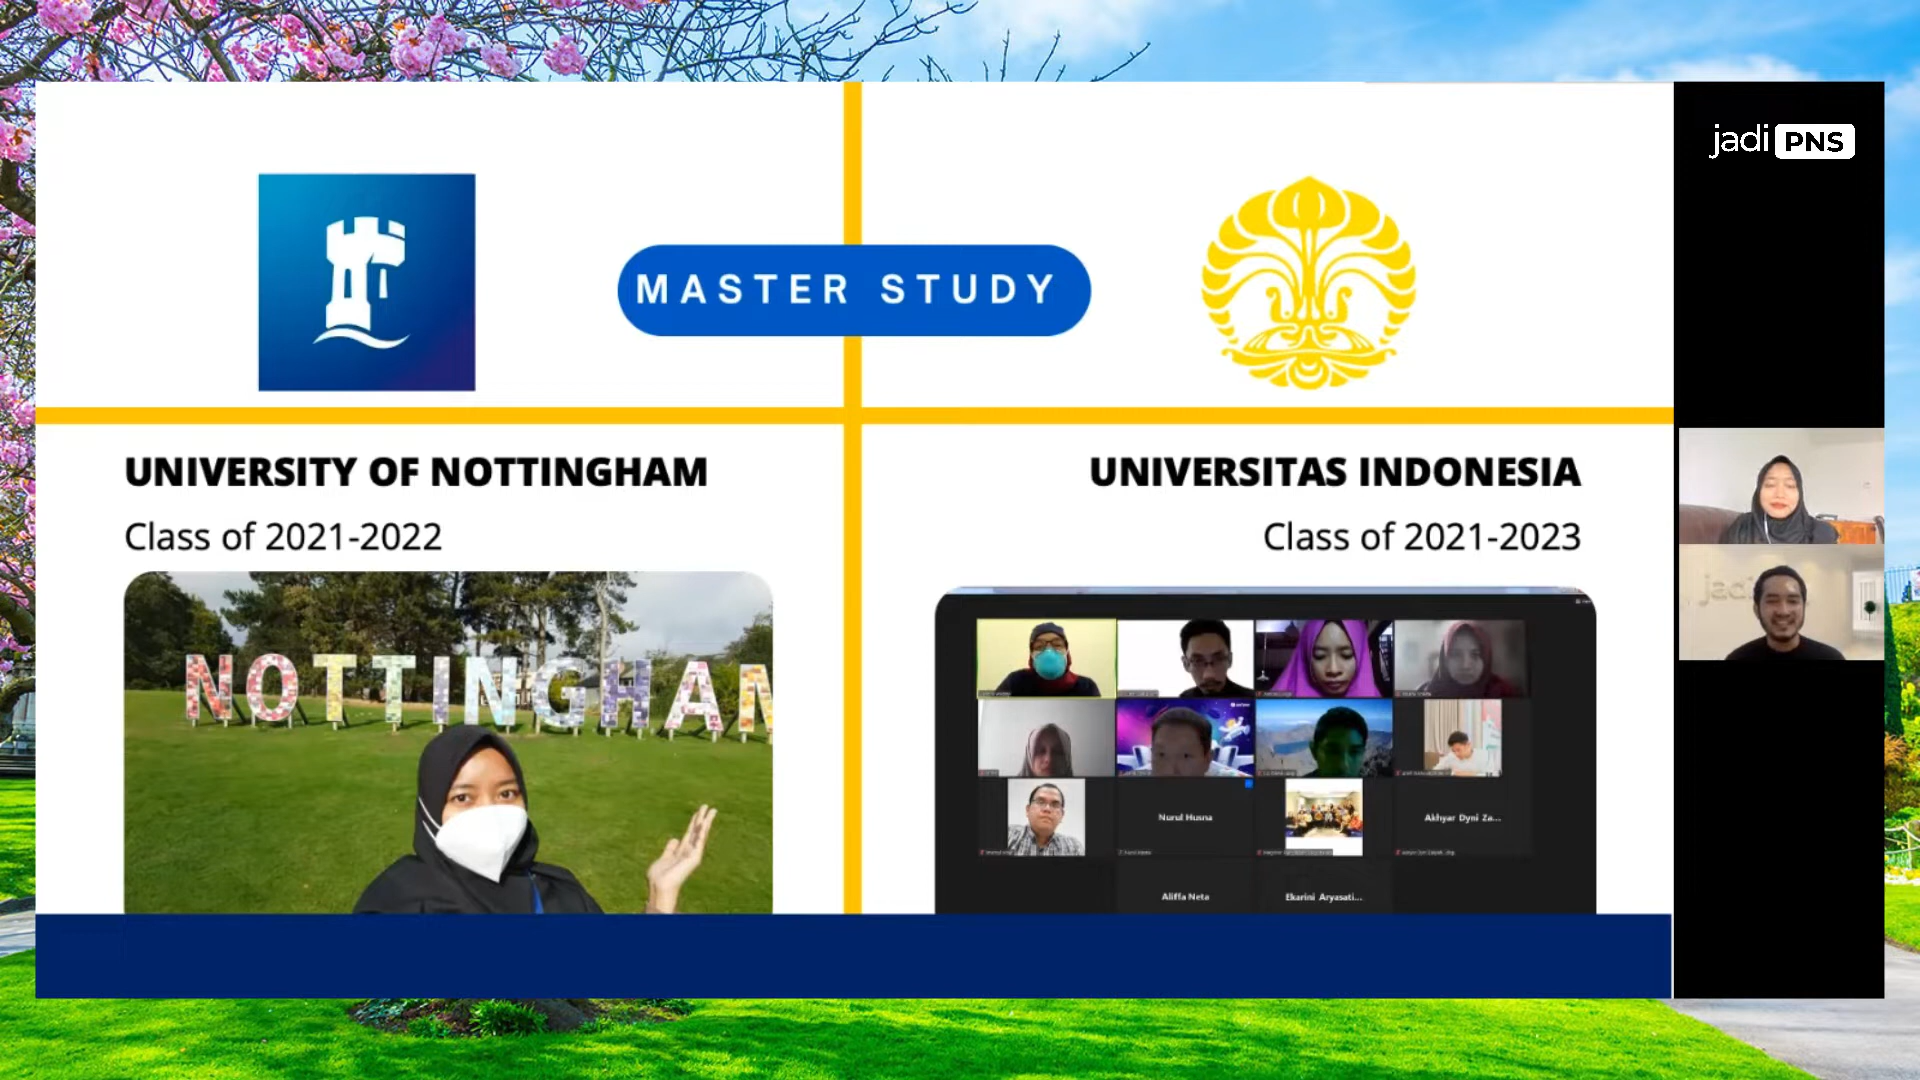 jadi PNS
MASTER STUDY
UNIVERSITY OF NOTTINGHAM
Class of 2021-2022
UNIVERSITAS INDONESIA
Class of 2021-2023
NOTTINGHAM
jadi
Nurul Husna
Akhyar Dyni Za...
Aliffa Neta
Ekarini Aryasati...